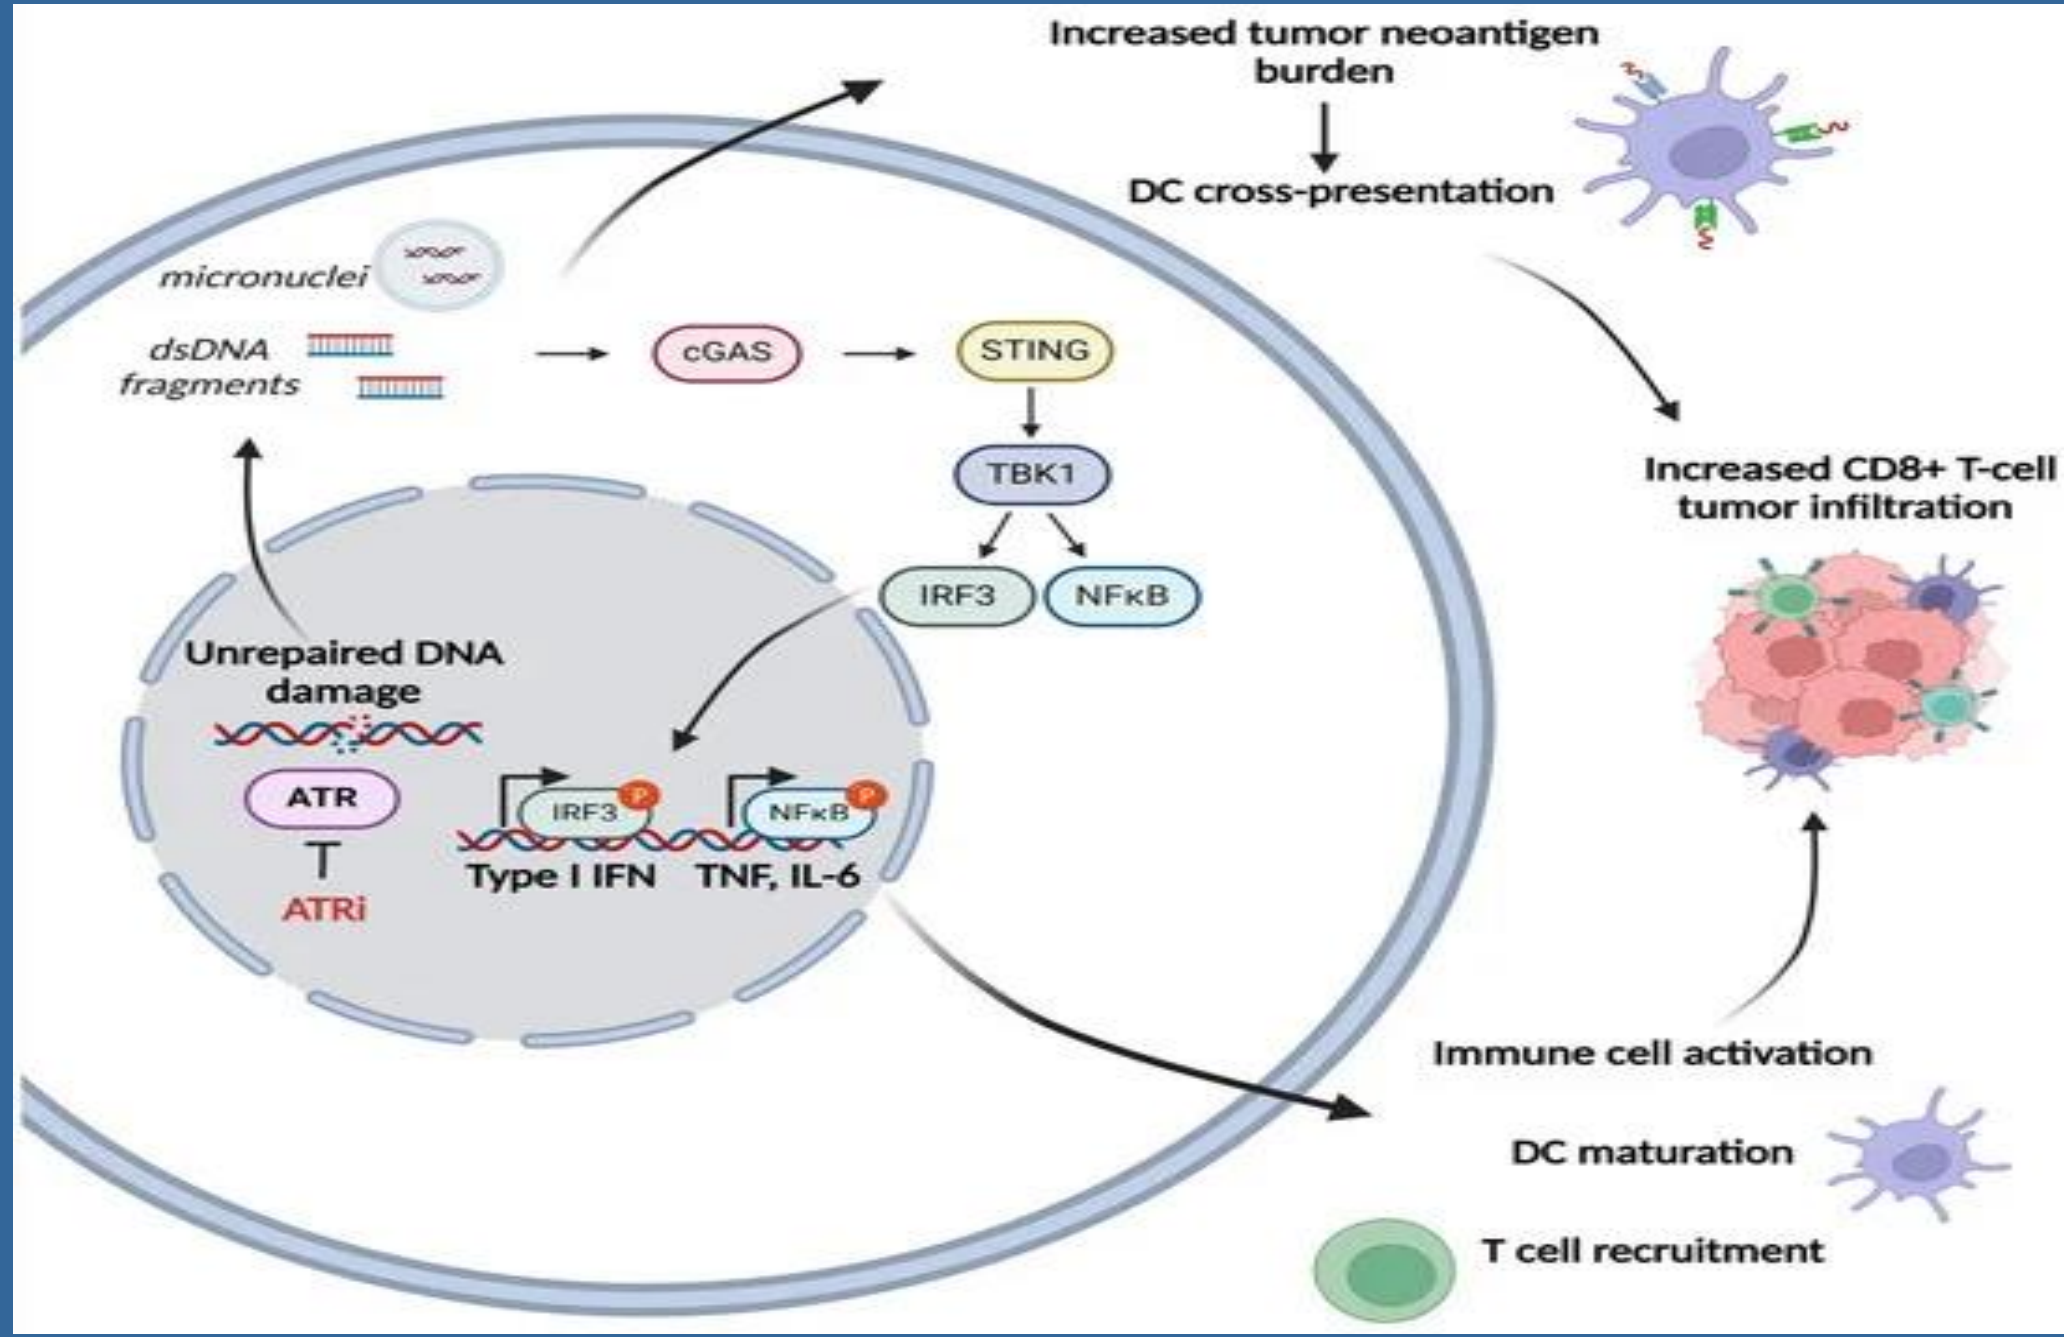 Increased tumor neoantigen
burden
DC cross-presentation
micronuclei
dsDNA
fragments
cGAS
STING
TBK1
IRF3
NFκB
Increased CD8+ T-cell
tumor infiltration
Unrepaired DNA
damage
ATR
ATRi
IRF3
P
NFκB
P
Type I IFN
TNF, IL-6
Immune cell activation
DC maturation
T cell recruitment